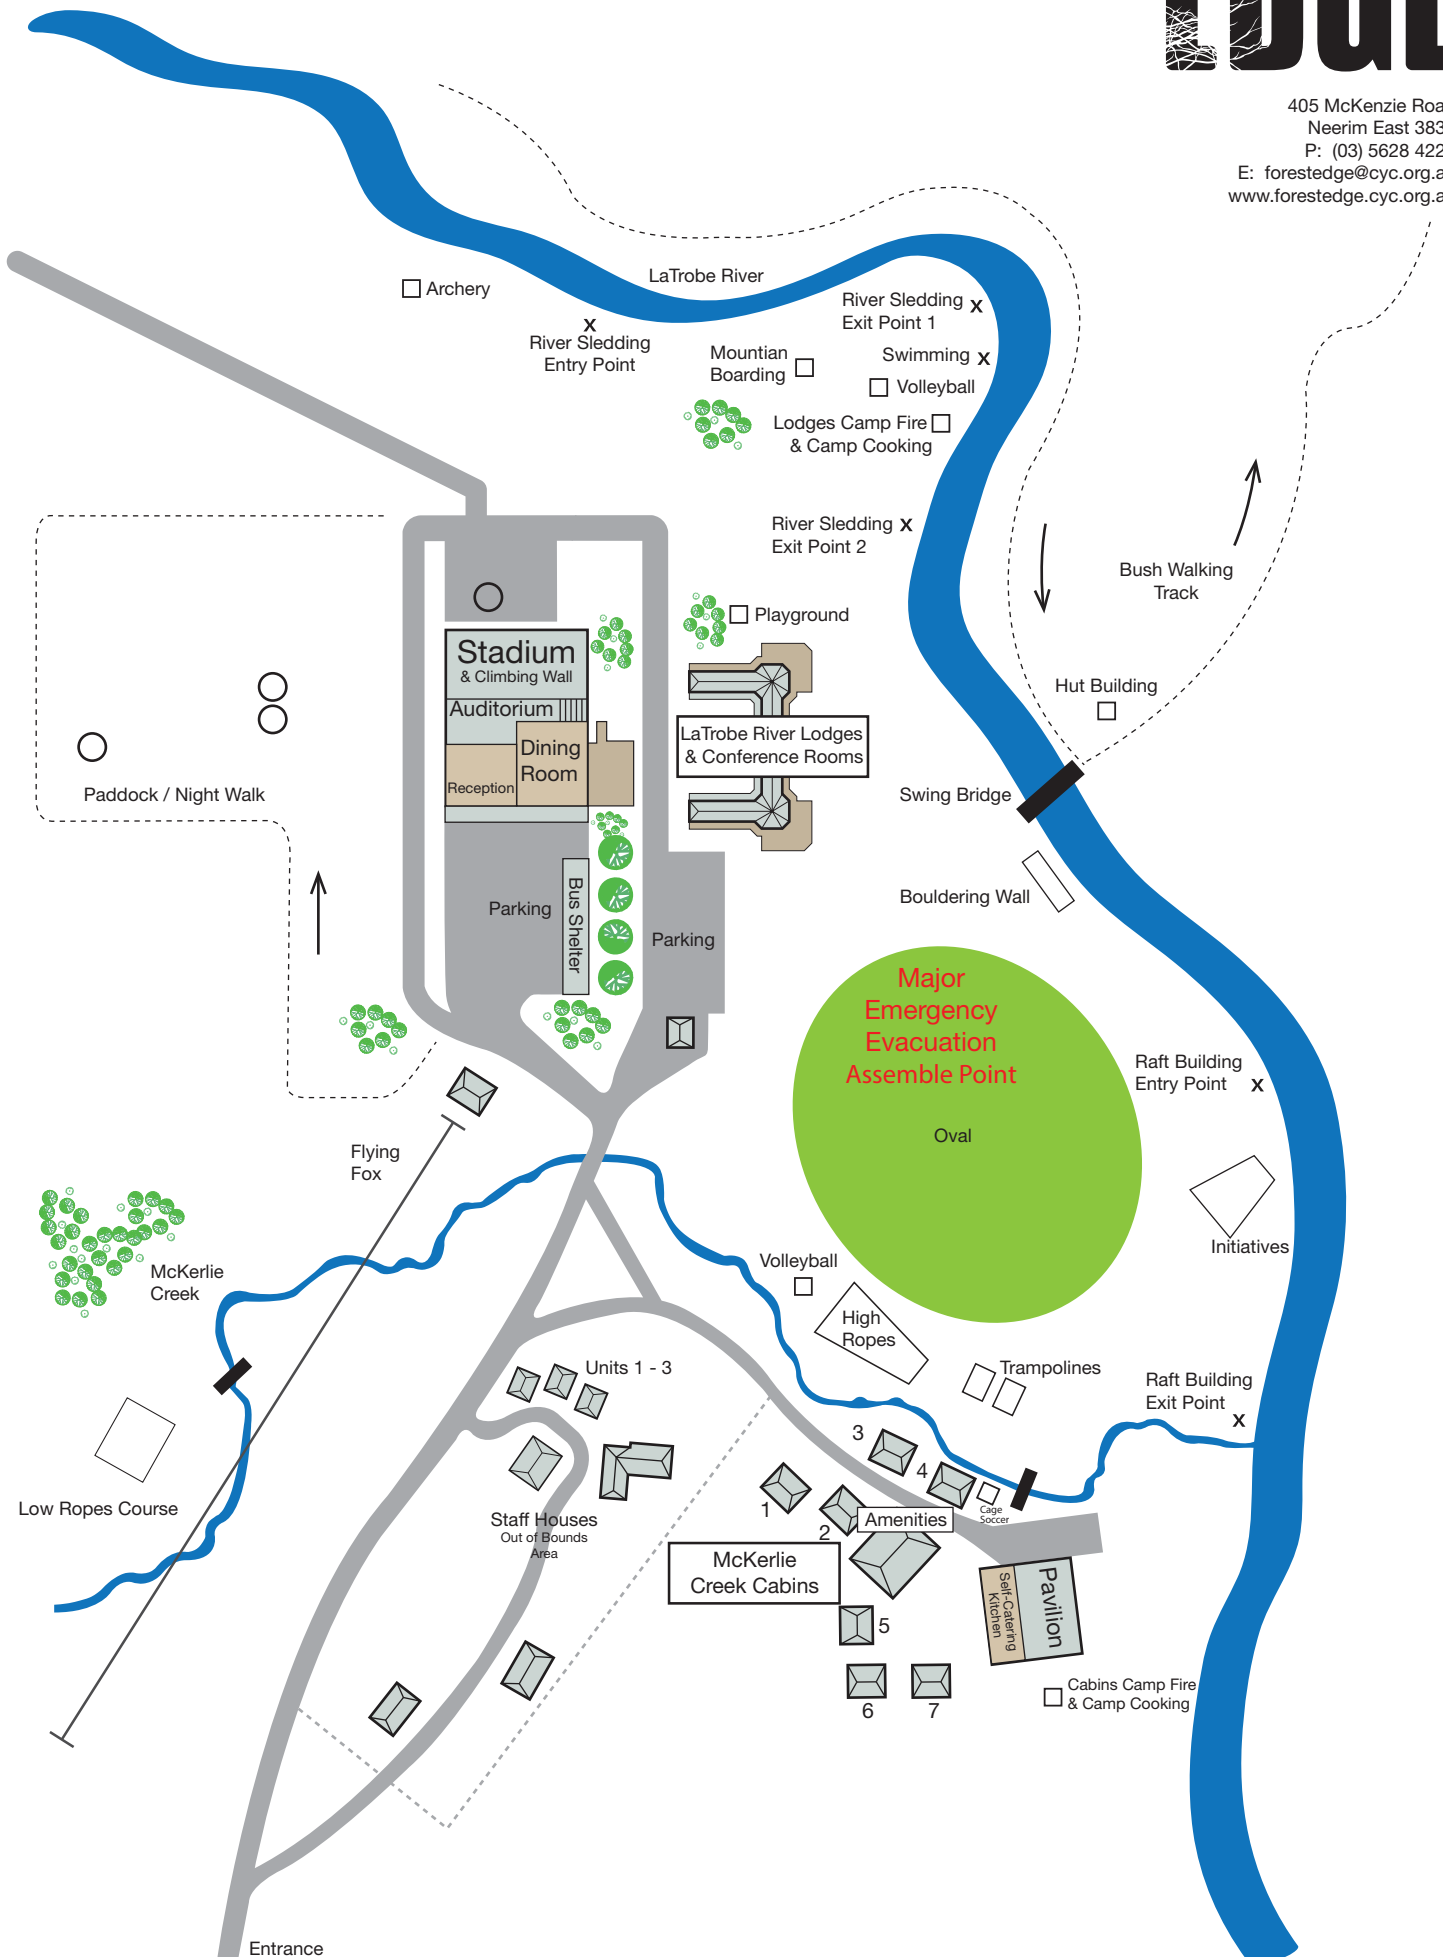 EDGE
405 McKenzie Roa
Neerim East 383
P: (03) 5628 422
E: forestedge@cyc.org.a
www.forestedge.cyc.org.a
LaTrobe River
Archery
River Sledding
Exit Point 1
X
X
River Sledding
Entry Point
Mountian
Boarding
Swimming X
Volleyball
Lodges Camp Fire
& Camp Cooking
River Sledding X
Exit Point 2
Bush Walking
Track
Playground
Stadium
& Climbing Wall
Auditorium
Dining
Room
Reception
LaTrobe River Lodges
& Conference Rooms
Hut Building
Paddock / Night Walk
Swing Bridge
Bouldering Wall
Parking
Bus Shelter
Parking
Major
Emergency
Evacuation
Assemble Point
Oval
Raft Building
Entry Point X
Flying
Fox
McKerlie
Creek
Initiatives
Volleyball
High
Ropes
Units 1 - 3
Trampolines
Raft Building
Exit Point
X
3
4
1
2
Cage
Soccer
Amenities
Low Ropes Course
Staff Houses
Out of Bounds
Area
McKerlie
Creek Cabins
Pavilion
Self-Catering
Kitchen
5
6
7
Cabins Camp Fire
& Camp Cooking
Entrance